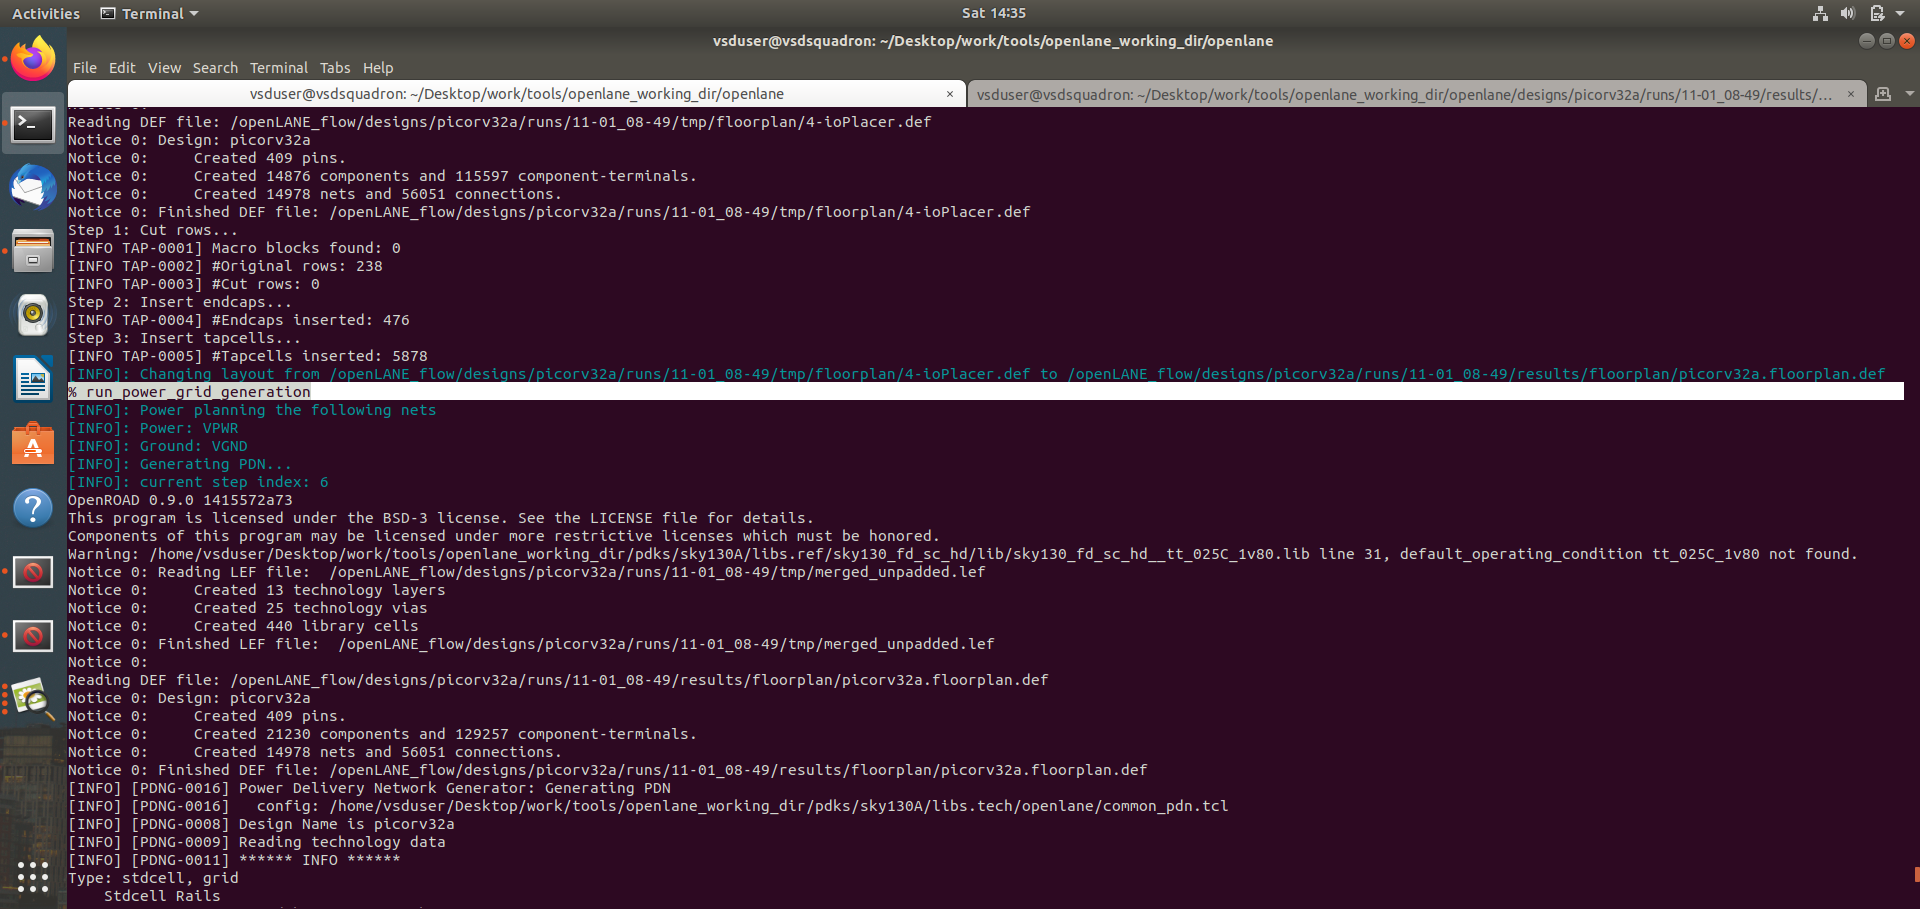 Activities Terminal Sat 14:35
vsduser@vsdsquadron: ~/Desktop/work/tools/openlane_working_dir/openlane
File Edit View Search Terminal Tabs Help
vsduser@vsdsquadron: ~/Desktop/work/tools/openlane_working_dir/openlane × vsduser@vsdsquadron: ~/Desktop/work/tools/openlane_working_dir/openlane/designs/picorv32a/runs/11-01_08-49/results/... ×
Reading DEF file: /openLANE_flow/designs/picorv32a/runs/11-01_08-49/tmp/floorplan/4-ioPlacer.def
Notice 0: Design: picorv32a
Notice 0:     Created 409 pins.
Notice 0:     Created 14876 components and 115597 component-terminals.
Notice 0:     Created 14978 nets and 56051 connections.
Notice 0: Finished DEF file: /openLANE_flow/designs/picorv32a/runs/11-01_08-49/tmp/floorplan/4-ioPlacer.def
Step 1: Cut rows...
[INFO TAP-0001] Macro blocks found: 0
[INFO TAP-0002] #Original rows: 238
[INFO TAP-0003] #Cut rows: 0
Step 2: Insert endcaps...
[INFO TAP-0004] #Endcaps inserted: 476
Step 3: Insert tapcells...
[INFO TAP-0005] #Tapcells inserted: 5878
[INFO]: Changing layout from /openLANE_flow/designs/picorv32a/runs/11-01_08-49/tmp/floorplan/4-ioPlacer.def to /openLANE_flow/designs/picorv32a/runs/11-01_08-49/results/floorplan/picorv32a.floorplan.def
% run_power_grid_generation
[INFO]: Power planning the following nets
[INFO]: Power: VPWR
[INFO]: Ground: VGND
[INFO]: Generating PDN...
[INFO]: current step index: 6
OpenROAD 0.9.0 1415572a73
This program is licensed under the BSD-3 license. See the LICENSE file for details.
Components of this program may be licensed under more restrictive licenses which must be honored.
Warning: /home/vsduser/Desktop/work/tools/openlane_working_dir/pdks/sky130A/libs.ref/sky130_fd_sc_hd/lib/sky130_fd_sc_hd__tt_025C_1v80.lib line 31, default_operating_condition tt_025C_1v80 not found.
Notice 0: Reading LEF file:  /openLANE_flow/designs/picorv32a/runs/11-01_08-49/tmp/merged_unpadded.lef
Notice 0:     Created 13 technology layers
Notice 0:     Created 25 technology vias
Notice 0:     Created 440 library cells
Notice 0: Finished LEF file:  /openLANE_flow/designs/picorv32a/runs/11-01_08-49/tmp/merged_unpadded.lef
Notice 0:
Reading DEF file: /openLANE_flow/designs/picorv32a/runs/11-01_08-49/results/floorplan/picorv32a.floorplan.def
Notice 0: Design: picorv32a
Notice 0:     Created 409 pins.
Notice 0:     Created 21230 components and 129257 component-terminals.
Notice 0:     Created 14978 nets and 56051 connections.
Notice 0: Finished DEF file: /openLANE_flow/designs/picorv32a/runs/11-01_08-49/results/floorplan/picorv32a.floorplan.def
[INFO] [PDNG-0016] Power Delivery Network Generator: Generating PDN
[INFO] [PDNG-0016]   config: /home/vsduser/Desktop/work/tools/openlane_working_dir/pdks/sky130A/libs.tech/openlane/common_pdn.tcl
[INFO] [PDNG-0008] Design Name is picorv32a
[INFO] [PDNG-0009] Reading technology data
[INFO] [PDNG-0011] ****** INFO ******
Type: stdcell, grid
    Stdcell Rails